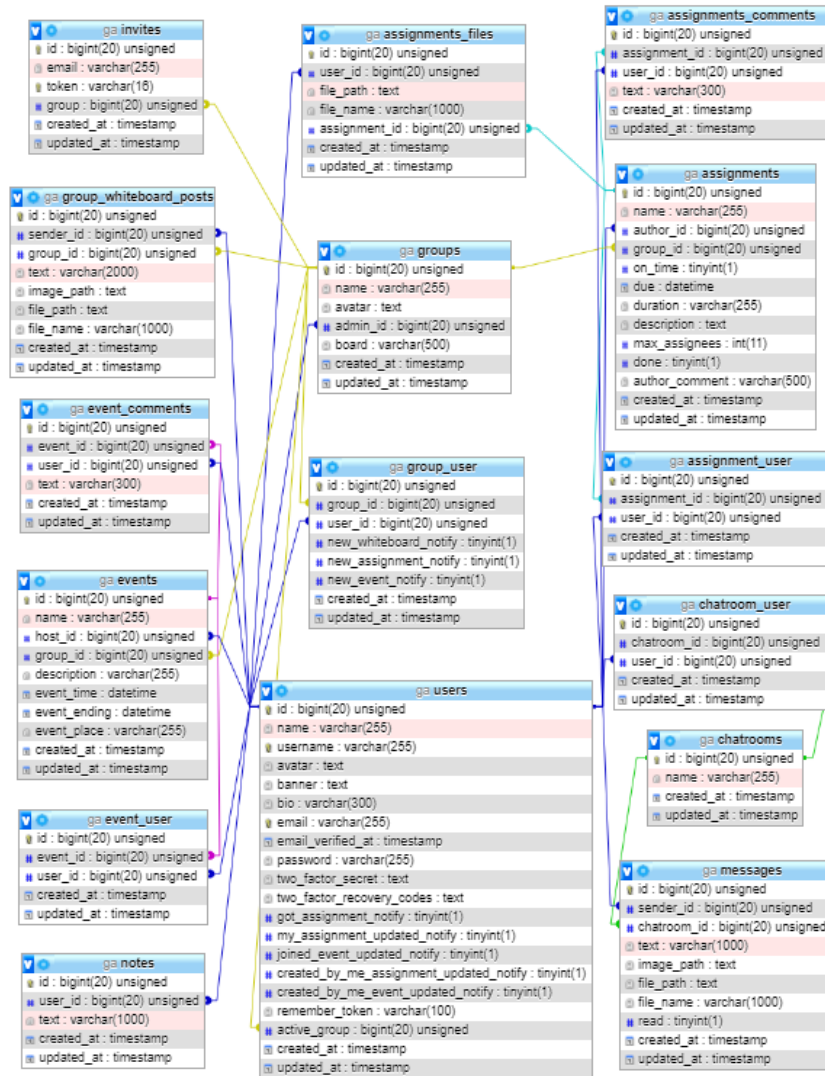 ga invites
id : bigint(20) unsigned
email : varchar(255)
token : varchar(16)
group : bigint(20) unsigned
created_at : timestamp
updated_at : timestamp
ga group_whiteboard_posts
id : bigint(20) unsigned
sender_id : bigint(20) unsigned
group_id : bigint(20) unsigned
text : varchar(2000)
image_path : text
file_path : text
file_name : varchar(1000)
created_at : timestamp
updated_at : timestamp
ga event_comments
id : bigint(20) unsigned
event_id : bigint(20) unsigned
user_id : bigint(20) unsigned
text : varchar(300)
created_at : timestamp
updated_at : timestamp
ga events
id : bigint(20) unsigned
name : varchar(255)
host_id : bigint(20) unsigned
group_id : bigint(20) unsigned
description : varchar(255)
event_time : datetime
event_ending : datetime
event_place : varchar(255)
created_at : timestamp
updated_at : timestamp
ga event_user
id : bigint(20) unsigned
event_id : bigint(20) unsigned
user_id : bigint(20) unsigned
created_at : timestamp
updated_at : timestamp
ga notes
id : bigint(20) unsigned
user_id : bigint(20) unsigned
text : varchar(1000)
created_at : timestamp
updated_at : timestamp
ga assignments_files
id : bigint(20) unsigned
user_id : bigint(20) unsigned
file_path : text
file_name : varchar(1000)
assignment_id : bigint(20) unsigned
created_at : timestamp
updated_at : timestamp
ga groups
id : bigint(20) unsigned
name : varchar(255)
avatar : text
admin_id : bigint(20) unsigned
board : varchar(500)
created_at : timestamp
updated_at : timestamp
ga group_user
id : bigint(20) unsigned
group_id : bigint(20) unsigned
user_id : bigint(20) unsigned
new_whiteboard_notify : tinyint(1)
new_assignment_notify : tinyint(1)
new_event_notify : tinyint(1)
created_at : timestamp
updated_at : timestamp
ga users
id : bigint(20) unsigned
name : varchar(255)
username : varchar(255)
avatar : text
banner : text
bio : varchar(300)
email : varchar(255)
email_verified_at : timestamp
password : varchar(255)
two_factor_secret : text
two_factor_recovery_codes : text
got_assignment_notify : tinyint(1)
my_assignment_updated_notify : tinyint(1)
joined_event_updated_notify : tinyint(1)
created_by_me_assignment_updated_notify : tinyint(1)
created_by_me_event_updated_notify : tinyint(1)
remember_token : varchar(100)
active_group : bigint(20) unsigned
created_at : timestamp
updated_at : timestamp
ga assignments_comments
id : bigint(20) unsigned
assignment_id : bigint(20) unsigned
user_id : bigint(20) unsigned
text : varchar(300)
created_at : timestamp
updated_at : timestamp
ga assignments
id : bigint(20) unsigned
name : varchar(255)
author_id : bigint(20) unsigned
group_id : bigint(20) unsigned
on_time : tinyint(1)
due : datetime
duration : varchar(255)
description : text
max_assignees : int(11)
done : tinyint(1)
author_comment : varchar(500)
created_at : timestamp
updated_at : timestamp
ga assignment_user
id : bigint(20) unsigned
assignment_id : bigint(20) unsigned
user_id : bigint(20) unsigned
created_at : timestamp
updated_at : timestamp
ga chatroom_user
id : bigint(20) unsigned
chatroom_id : bigint(20) unsigned
user_id : bigint(20) unsigned
created_at : timestamp
updated_at : timestamp
ga chatrooms
id : bigint(20) unsigned
name : varchar(255)
created_at : timestamp
updated_at : timestamp
ga messages
id : bigint(20) unsigned
sender_id : bigint(20) unsigned
chatroom_id : bigint(20) unsigned
text : varchar(1000)
image_path : text
file_path : text
file_name : varchar(1000)
read : tinyint(1)
created_at : timestamp
updated_at : timestamp